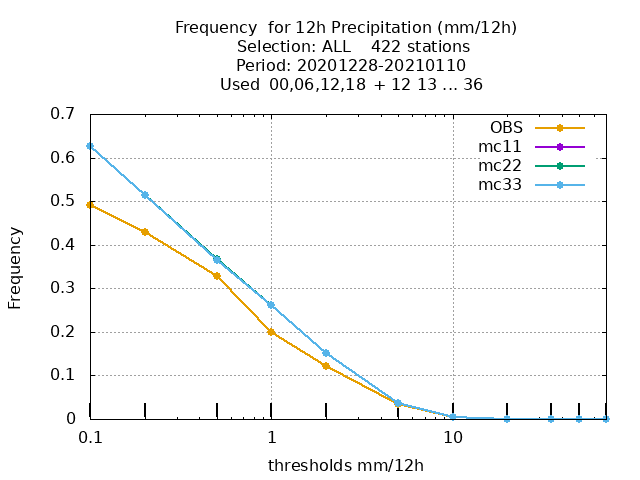 Frequency  for 12h Precipitation (mm/12h)
Selection: ALL    422 stations
Period: 20201228-20210110
Used  00,06,12,18  + 12 13 ... 36
0.7
0.6
0.5
0.4
0.3
0.2
0.1
0
Frequency
OBS
mc11
mc22
mc33
0.1
1
10
thresholds mm/12h